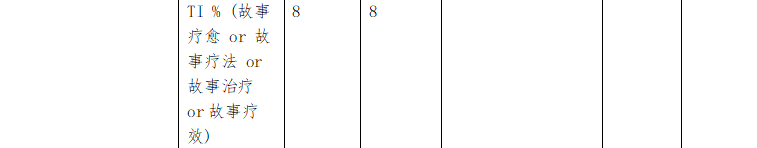 TI % (故事 8 8
疗愈 or 故
事疗法 or
故事治疗
or 故事疗
效)